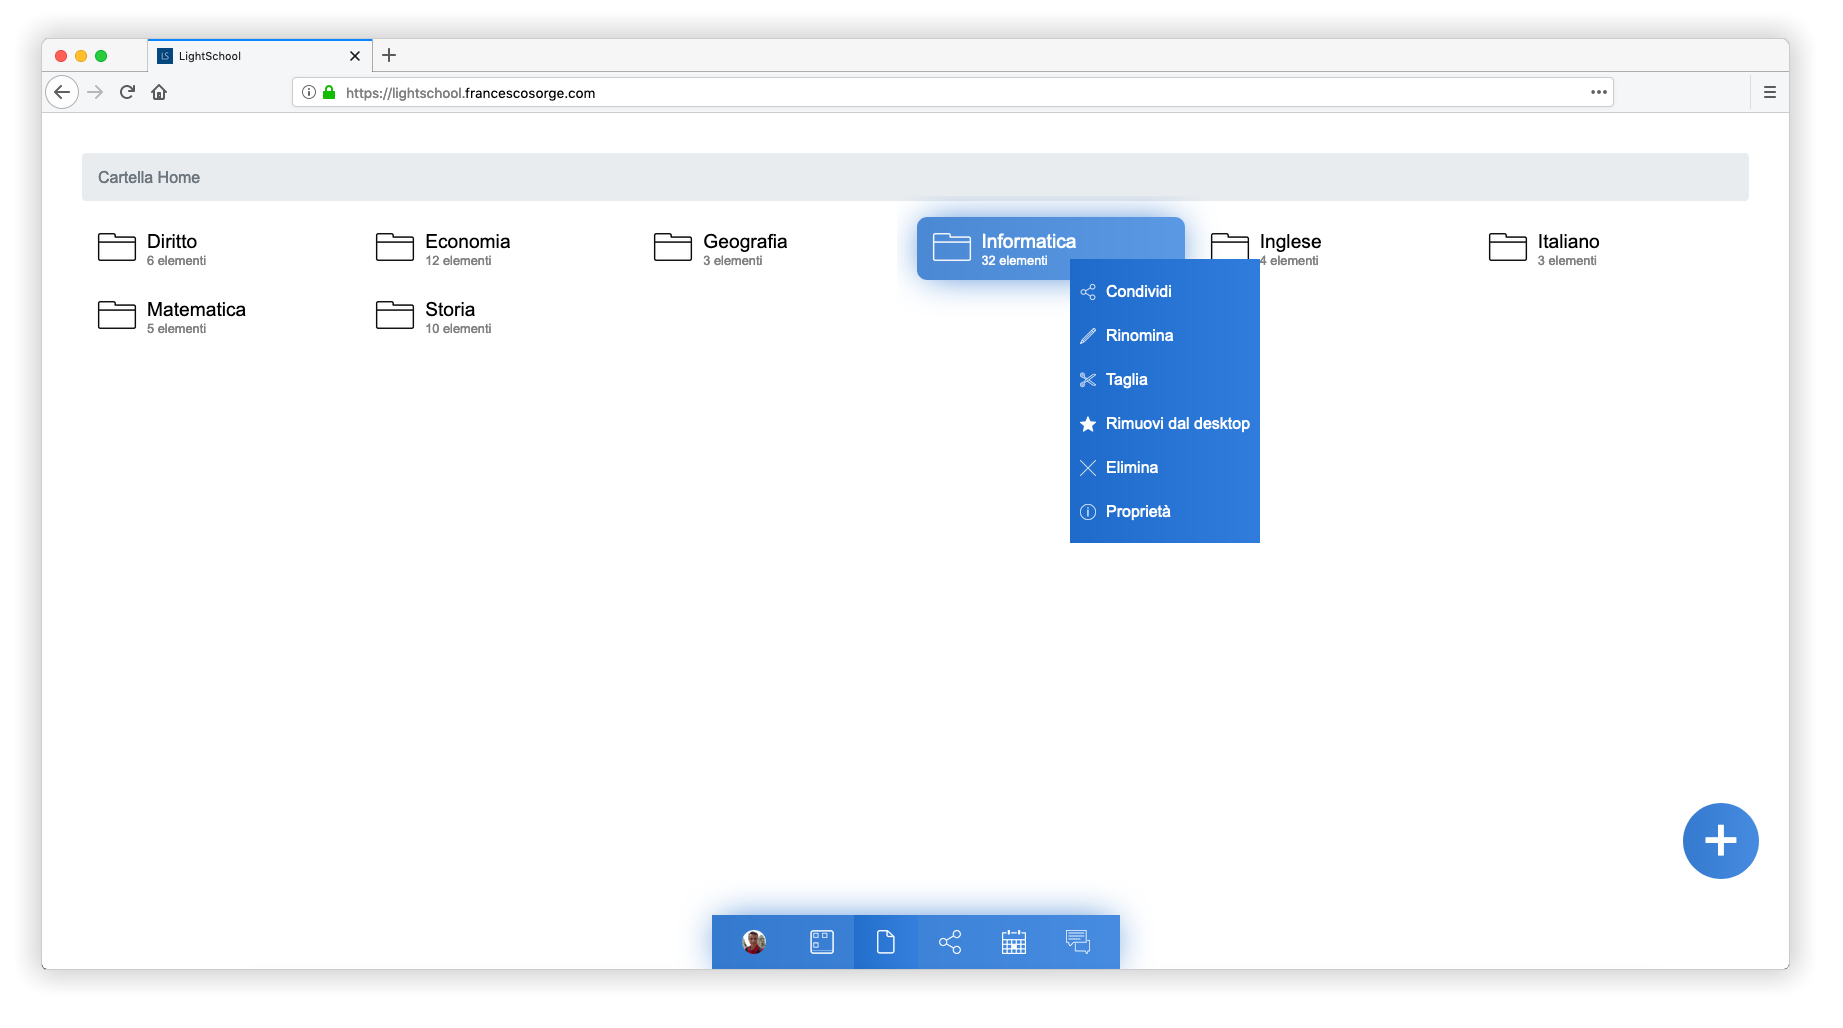 LS LightSchool
https://lightschool.francescosorge.com
Cartella Home
Diritto
6 elementi
Economia
12 elementi
Geografia
3 elementi
Informatica
32 elementi
Inglese
4 elementi
Italiano
3 elementi
Matematica
5 elementi
Storia
10 elementi
Condividi
Rinomina
Taglia
Rimuovi dal desktop
Elimina
Proprietà